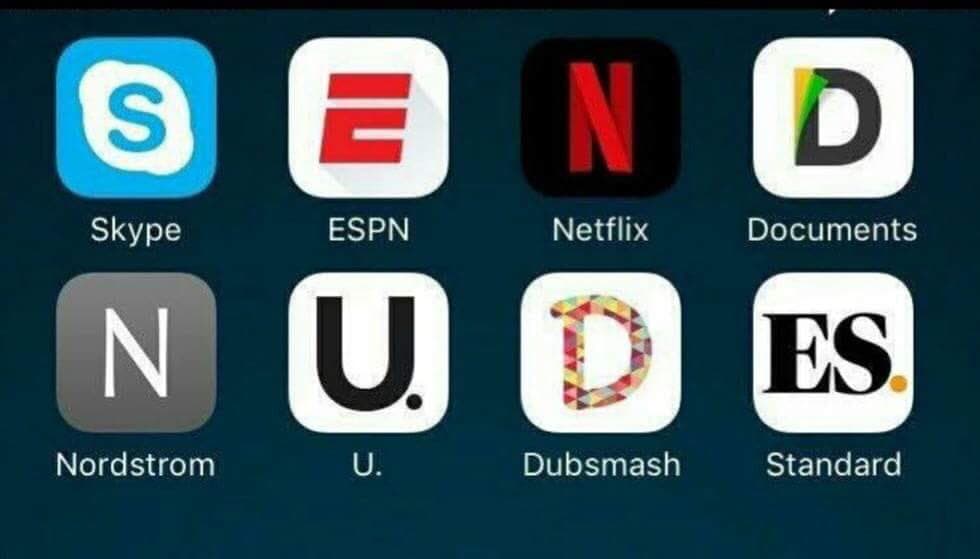 S E N D
Skype ESPN Netflix Documents
N U. D ES.
Nordstrom U. Dubsmash Standard